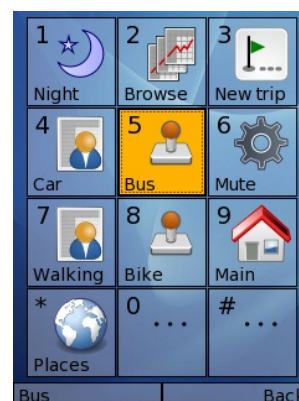 1 2 3
Night Browse New trip
4 5 6
Car Bus Mute
7 8 9
Walking Bike Main
* 0 ... # ...
Places
Bus Back